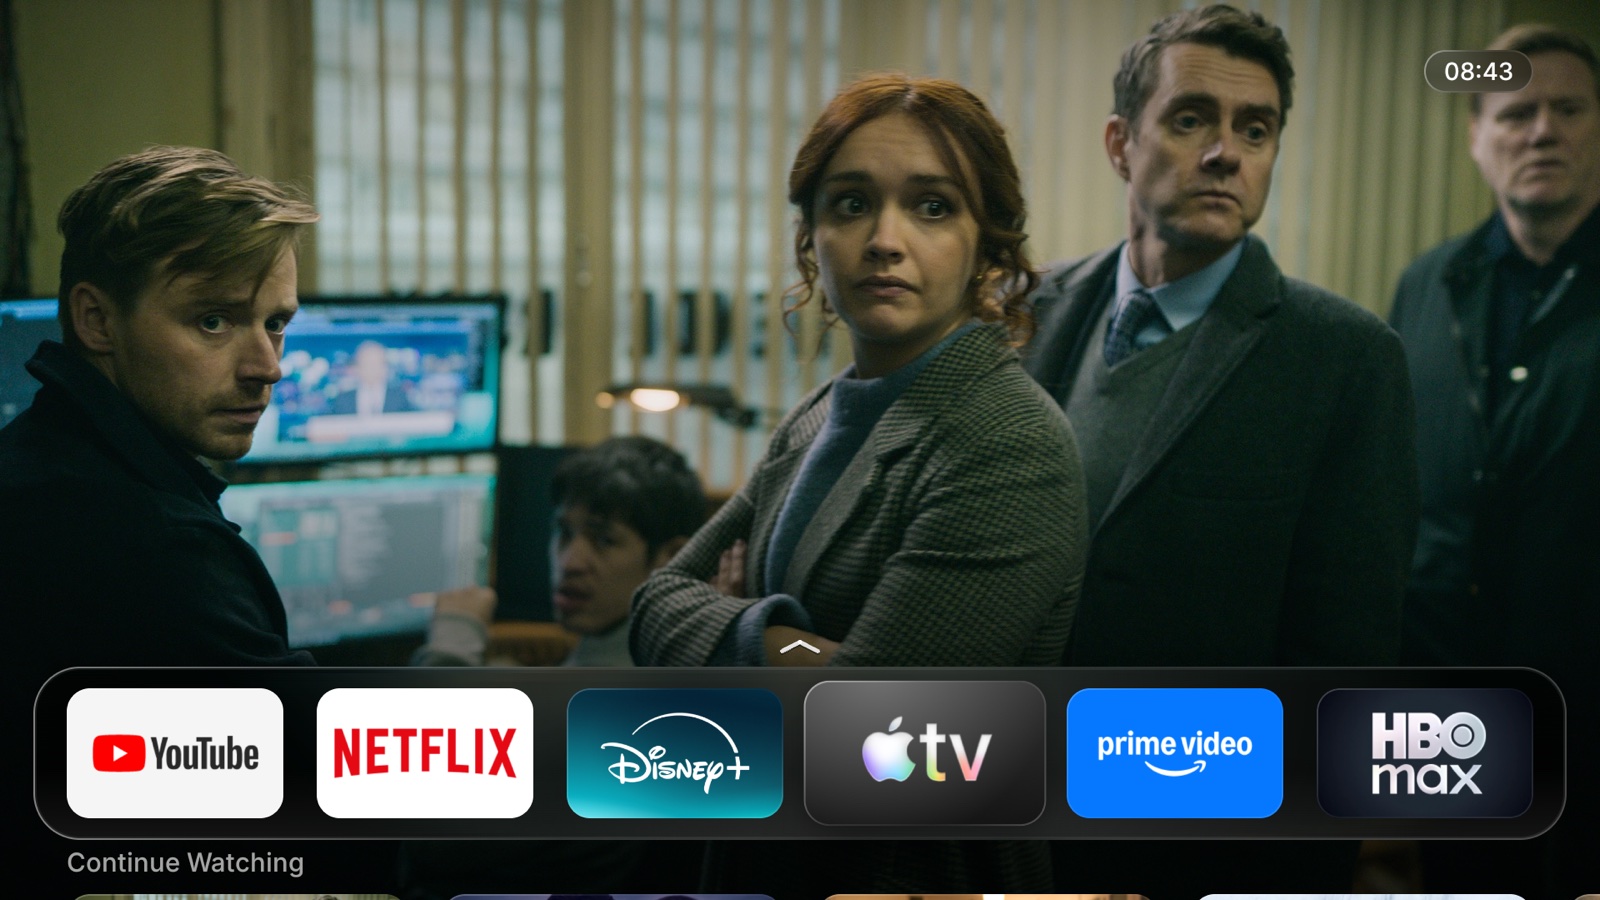 08:43
YouTube
NETFLIX
Disney+
tv
prime video
HBO
max
Continue Watching